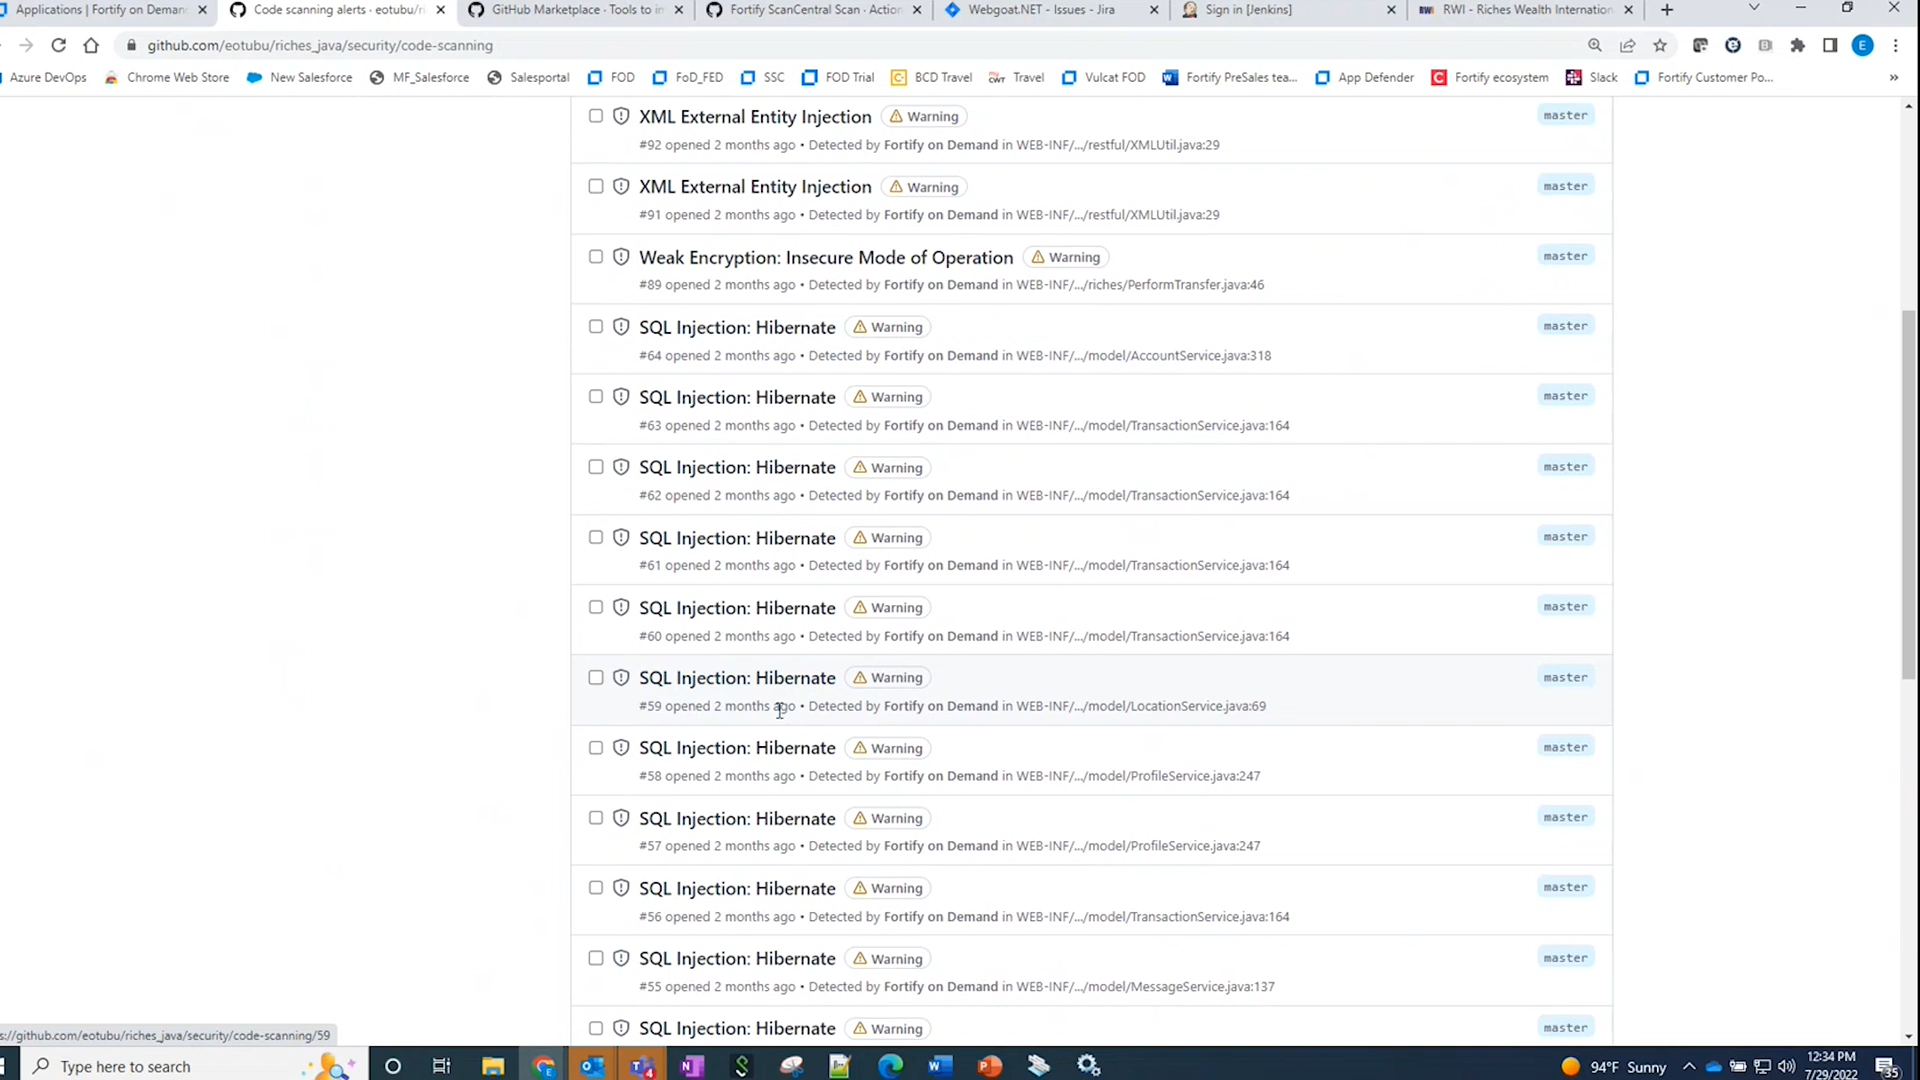 Applications | Fortify on Deman
Code scanning alerts · eotubu/ri
GitHub Marketplace · Tools to im
Fortify ScanCentral Scan · Action
Webgoat.NET - Issues - Jira
Sign in [Jenkins]
RWI - Riches Wealth Internation
github.com/eotubu/riches_java/security/code-scanning
E
Azure DevOps
Chrome Web Store
New Salesforce
MF_Salesforce
Salesportal
FOD
FoD_FED
SSC
FOD Trial
BCD Travel
CWT
Travel
Vulcat FOD
Fortify PreSales tea...
App Defender
Fortify ecosystem
Slack
Fortify Customer Po...
XML External Entity Injection Warning master
#92 opened 2 months ago • Detected by Fortify on Demand in WEB-INF/.../restful/XMLUtil.java:29
XML External Entity Injection Warning master
#91 opened 2 months ago • Detected by Fortify on Demand in WEB-INF/.../restful/XMLUtil.java:29
Weak Encryption: Insecure Mode of Operation Warning master
#89 opened 2 months ago • Detected by Fortify on Demand in WEB-INF/.../riches/PerformTransfer.java:46
SQL Injection: Hibernate Warning master
#64 opened 2 months ago • Detected by Fortify on Demand in WEB-INF/.../model/AccountService.java:318
SQL Injection: Hibernate Warning master
#63 opened 2 months ago • Detected by Fortify on Demand in WEB-INF/.../model/TransactionService.java:164
SQL Injection: Hibernate Warning master
#62 opened 2 months ago • Detected by Fortify on Demand in WEB-INF/.../model/TransactionService.java:164
SQL Injection: Hibernate Warning master
#61 opened 2 months ago • Detected by Fortify on Demand in WEB-INF/.../model/TransactionService.java:164
SQL Injection: Hibernate Warning master
#60 opened 2 months ago • Detected by Fortify on Demand in WEB-INF/.../model/TransactionService.java:164
SQL Injection: Hibernate Warning master
#59 opened 2 months ago • Detected by Fortify on Demand in WEB-INF/.../model/LocationService.java:69
SQL Injection: Hibernate Warning master
#58 opened 2 months ago • Detected by Fortify on Demand in WEB-INF/.../model/ProfileService.java:247
SQL Injection: Hibernate Warning master
#57 opened 2 months ago • Detected by Fortify on Demand in WEB-INF/.../model/ProfileService.java:247
SQL Injection: Hibernate Warning master
#56 opened 2 months ago • Detected by Fortify on Demand in WEB-INF/.../model/TransactionService.java:164
SQL Injection: Hibernate Warning master
#55 opened 2 months ago • Detected by Fortify on Demand in WEB-INF/.../model/MessageService.java:137
SQL Injection: Hibernate Warning master
s://github.com/eotubu/riches_java/security/code-scanning/59
Type here to search
94°F Sunny
12:34 PM
7/29/2022
35